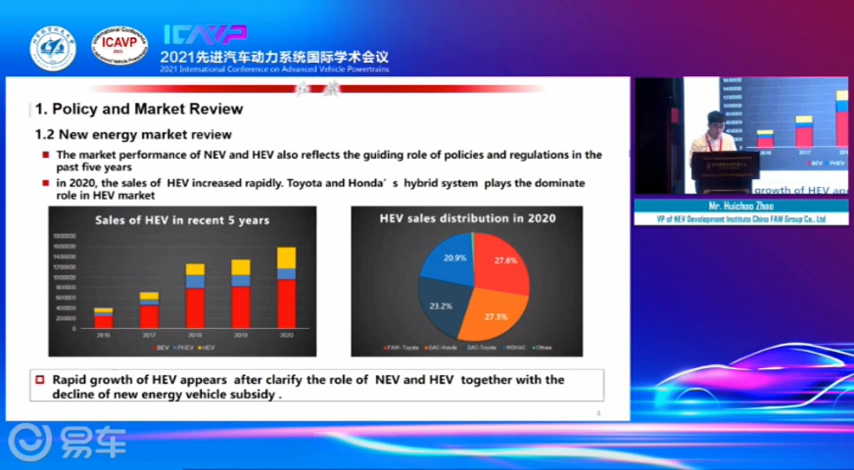 International Conference
ICAVP
2021
ICAVP
2021先进汽车动力系统国际学术会议
2021 International Conference on Advanced Vehicle Powertrains
1. Policy and Market Review
1.2 New energy market review
The market performance of NEV and HEV also reflects the guiding role of policies and regulations in the
past five years
in 2020, the sales of HEV increased rapidly. Toyota and Honda's hybrid system plays the dominate
role in HEV market
Sales of HEV in recent 5 years
1800000
1600000
1400000
1200000
1000000
800000
600000
400000
200000
0
2016 2017 2018 2019 2020
BEV PHEV HEV
HEV sales distribution in 2020
27.6%
27.3%
23.2%
20.9%
FAW-Toyota GAC-Honda GAC-Toyota WDHAC Others
Rapid growth of HEV appears after clarify the role of NEV and HEV together with the
decline of new energy vehicle subsidy .
4
growth of HEV app
Mr. Huichao Zhao
VP of NEV Development Institute China FAW Group Co., Ltd
易车